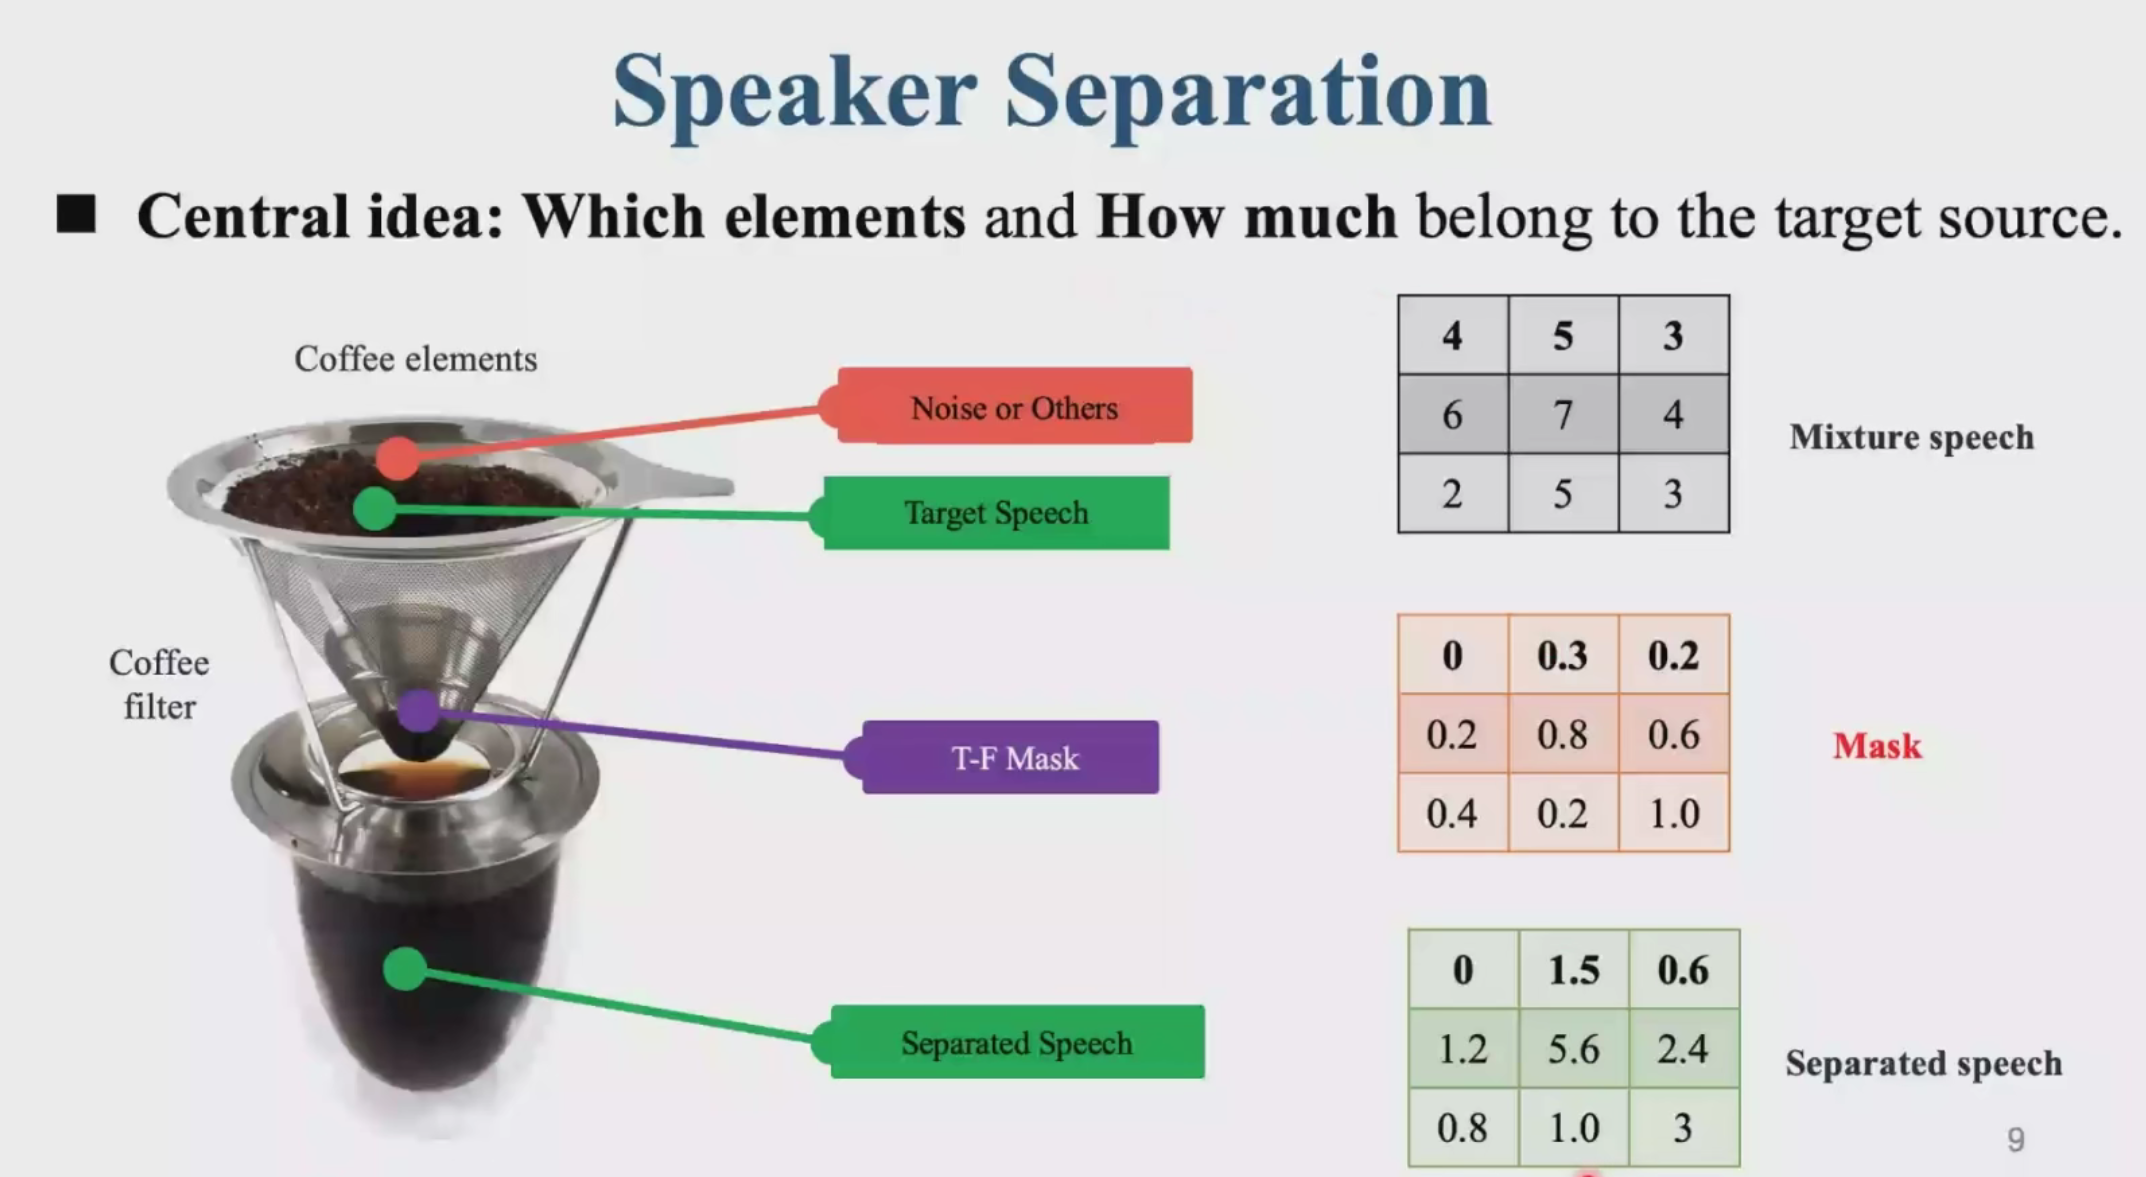 Speaker Separation
■ Central idea: Which elements and How much belong to the target source.
Coffee elements
Noise or Others
Target Speech
Coffee
filter
T-F Mask
Separated Speech
4 5 3
6 7 4
2 5 3
Mixture speech
0 0.3 0.2
0.2 0.8 0.6
0.4 0.2 1.0
Mask
0 1.5 0.6
1.2 5.6 2.4
0.8 1.0 3
Separated speech
9